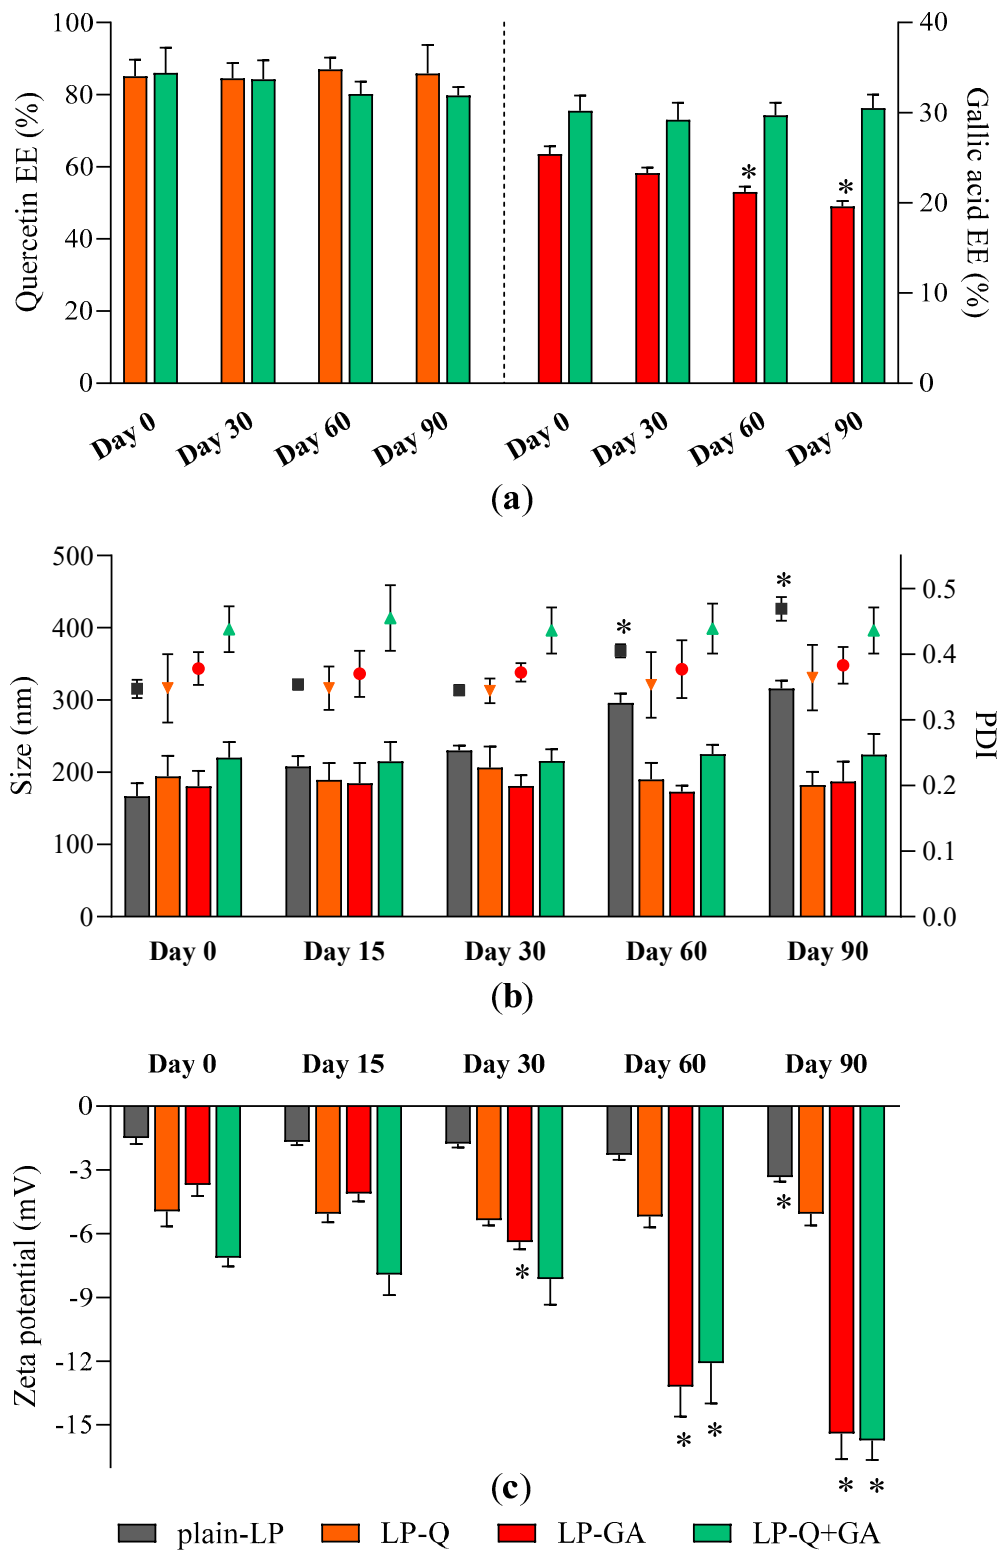 100
80
60
40
20
0
Quercetin EE (%)
40
30
20
10
0
Gallic acid EE (%)
*
*
Day 0
Day 30
Day 60
Day 90
Day 0
Day 30
Day 60
Day 90
(a)
500
400
300
200
100
0
Size (nm)
0.5
0.4
0.3
0.2
0.1
0.0
PDI
*
*
Day 0
Day 15
Day 30
Day 60
Day 90
(b)
Day 0
Day 15
Day 30
Day 60
Day 90
0
-3
-6
-9
-12
-15
Zeta potential (mV)
*
*
*
*
*
*
(c)
plain-LP
LP-Q
LP-GA
LP-Q+GA